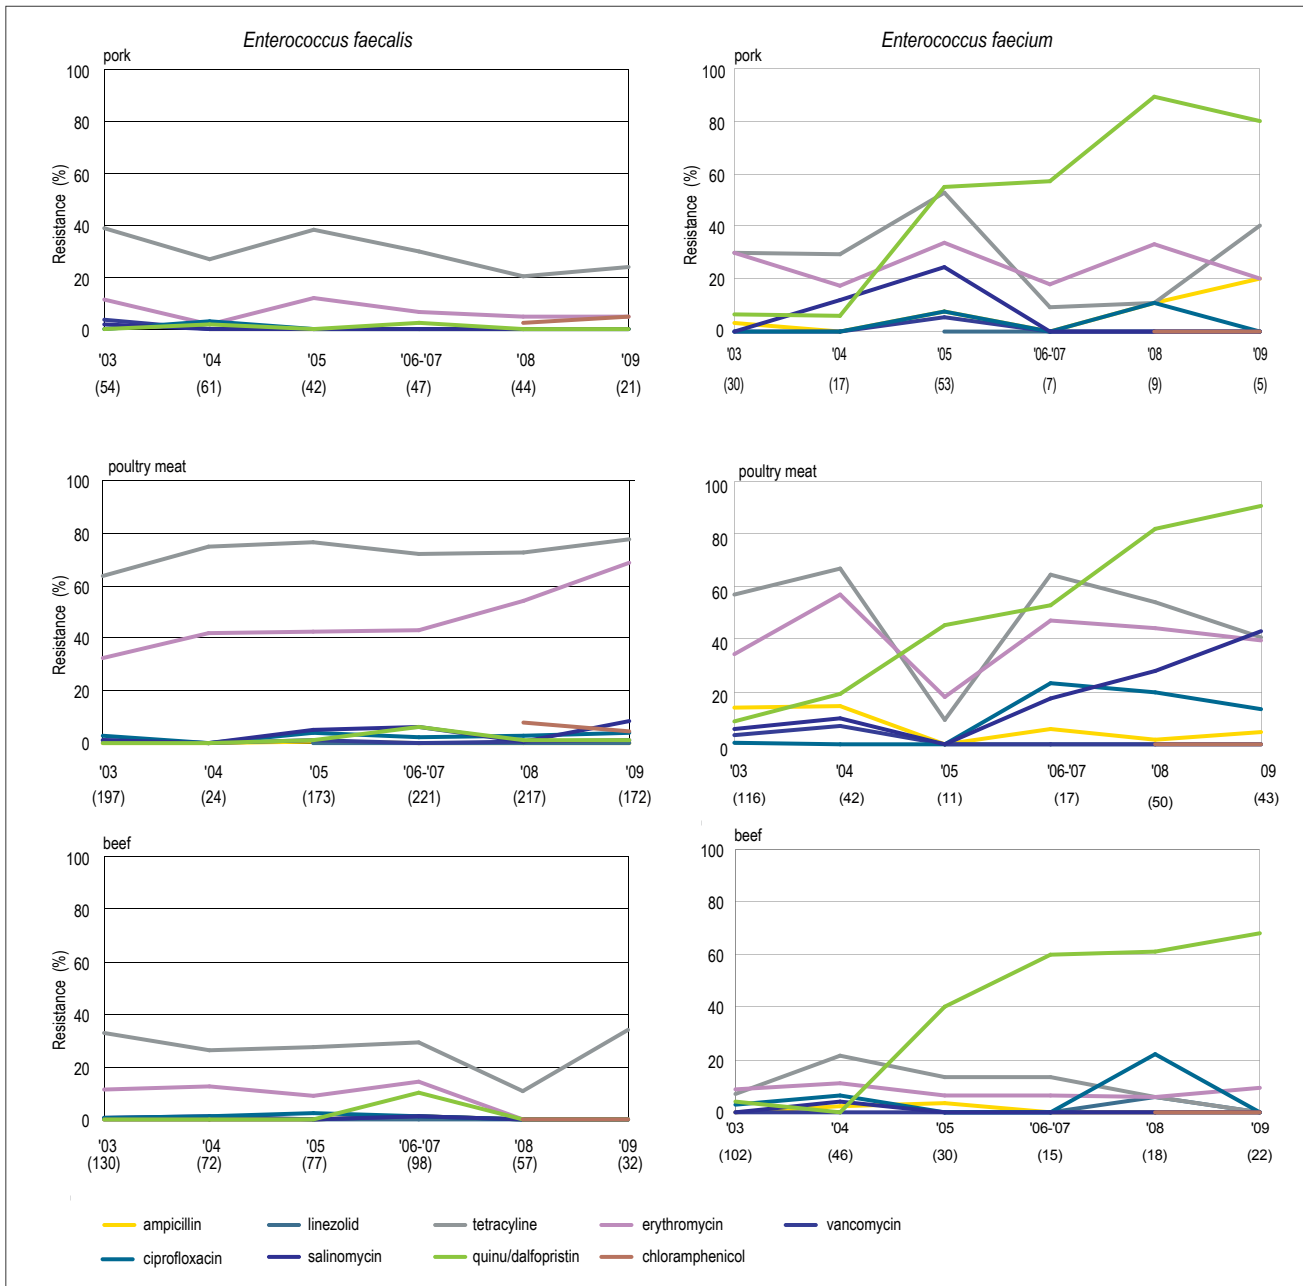 Enterococcus faecalis
Enterococcus faecium
pork
100
80
60
40
20
0
Resistance (%)
'03 '04 '05 '06-'07 '08 '09
(54) (61) (42) (47) (44) (21)
pork
100
80
60
40
20
0
Resistance (%)
'03 '04 '05 '06-'07 '08 '09
(30) (17) (53) (7) (9) (5)
poultry meat
100
80
60
40
20
0
Resistance (%)
'03 '04 '05 '06-'07 '08 '09
(197) (24) (173) (221) (217) (172)
poultry meat
100
80
60
40
20
0
'03 '04 '05 '06-'07 '08 09
(116) (42) (11) (17) (50) (43)
beef
100
80
60
40
20
0
Resistance (%)
'03 '04 '05 '06-'07 '08 '09
(130) (72) (77) (98) (57) (32)
beef
100
80
60
40
20
0
'03 '04 '05 '06-'07 '08 '09
(102) (46) (30) (15) (18) (22)
ampicillin linezolid tetracyline erythromycin vancomycin
ciprofloxacin salinomycin quinu/dalfopristin chloramphenicol